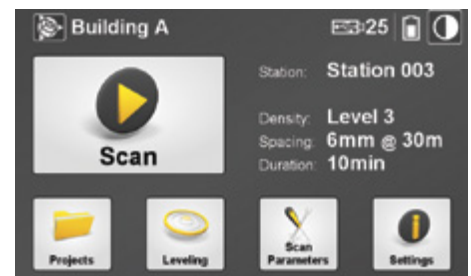 Building A
25
Station: Station 003
Density: Level 3
Spacing: 6mm @ 30m
Duration: 10min
Scan
Projects
Leveling
Scan
Parameters
Settings